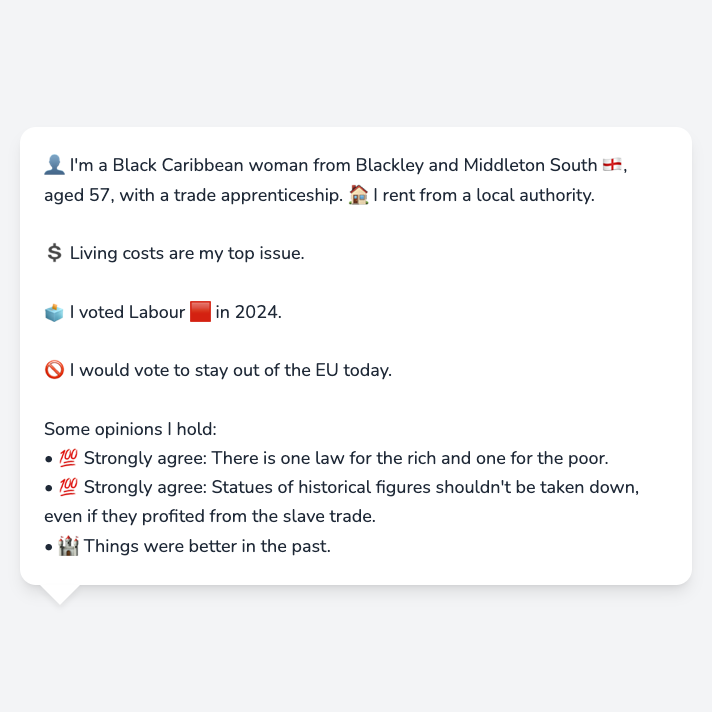 👤 I'm a Black Caribbean woman from Blackley and Middleton South 🏴󠁧󠁢󠁥󠁮󠁧󠁿,
aged 57, with a trade apprenticeship. 🏠 I rent from a local authority.
💲 Living costs are my top issue.
🗳️ I voted Labour 🟥 in 2024.
🚫 I would vote to stay out of the EU today.
Some opinions I hold:
• 💯 Strongly agree: There is one law for the rich and one for the poor.
• 💯 Strongly agree: Statues of historical figures shouldn't be taken down,
even if they profited from the slave trade.
• 🏰 Things were better in the past.